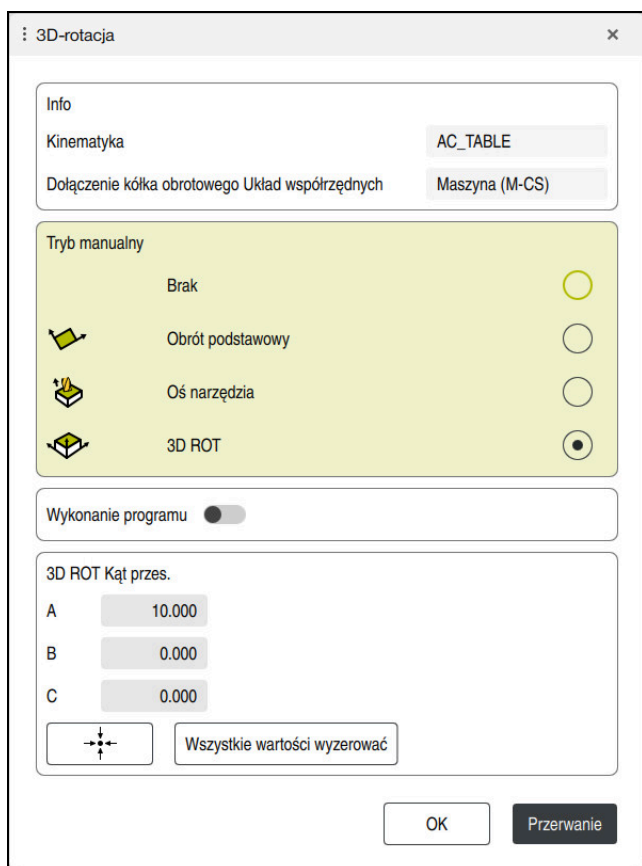 3D-rotacja
Info
Kinematyka AC_TABLE
Dołączenie kółka obrotowego Układ współrzędnych Maszyna (M-CS)
Tryb manualny
Brak
Obrót podstawowy
Oś narzędzia
3D ROT
Wykonanie programu
3D ROT Kąt przes.
A 10.000
B 0.000
C 0.000
Wszystkie wartości wyzerować
OK Przerwanie